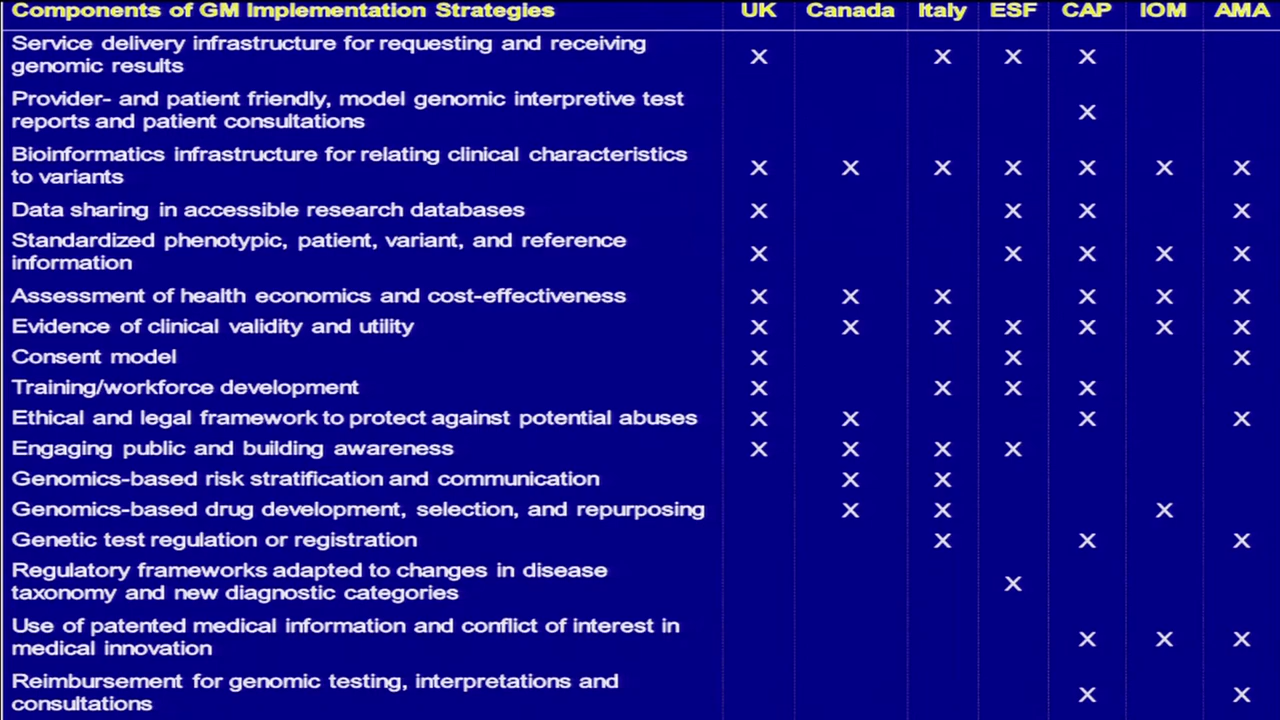 Components of GM Implementation Strategies UK Canada Italy ESF CAP IOM AMA
Service delivery infrastructure for requesting and receiving
genomic results X X X X
Provider- and patient friendly, model genomic interpretive test
reports and patient consultations X
Bioinformatics infrastructure for relating clinical characteristics
to variants X X X X X X X
Data sharing in accessible research databases X X X X
Standardized phenotypic, patient, variant, and reference
information X X X X X
Assessment of health economics and cost-effectiveness X X X X X X
Evidence of clinical validity and utility X X X X X X X
Consent model X X X
Training/workforce development X X X X
Ethical and legal framework to protect against potential abuses X X X X
Engaging public and building awareness X X X X
Genomics-based risk stratification and communication X X
Genomics-based drug development, selection, and repurposing X X X
Genetic test regulation or registration X X X
Regulatory frameworks adapted to changes in disease
taxonomy and new diagnostic categories X
Use of patented medical information and conflict of interest in
medical innovation X X X
Reimbursement for genomic testing, interpretations and
consultations X X